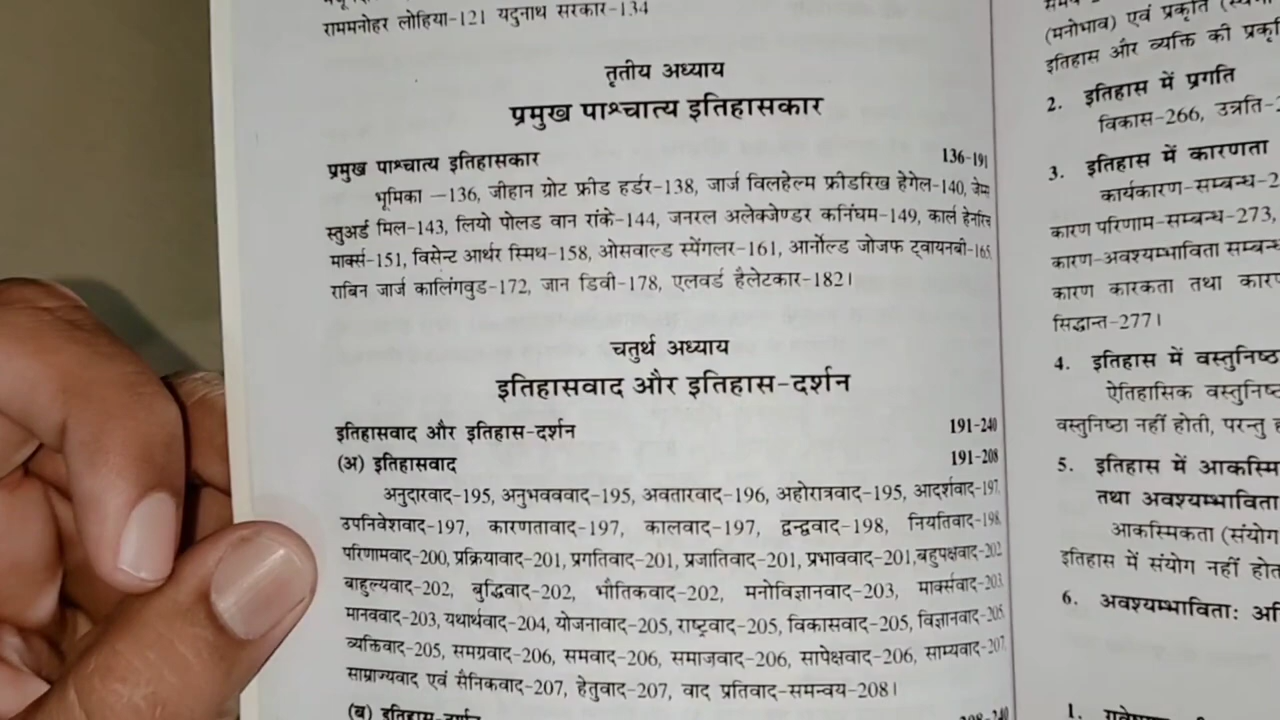 राममनोहर लोहिया-121 यदुनाथ सरकार-134
तृतीय अध्याय
प्रमुख पाश्चात्य इतिहासकार
प्रमुख पाश्चात्य इतिहासकार 136-191
भूमिका —136, जीहान ग्रोट फ्रीड हर्डर-138, जार्ज विलहेल्म फ्रीडरिख हेगेल-140, जेम्स
स्तुअर्ड मिल-143, लियो पोलड वान रांके-144, जनरल अलेक्जेण्डर कनिंघम-149, कार्ल हेनरिच
मार्क्स-151, विसेन्ट आर्थर स्मिथ-158, ओसवाल्ड स्पेंगलर-161, आर्नोल्ड जोजफ ट्वायनबी-165,
राबिन जार्ज कालिंगवुड-172, जान डिवी-178, एलवर्ड हैलेटकार-182।
चतुर्थ अध्याय
इतिहासवाद और इतिहास-दर्शन
इतिहासवाद और इतिहास-दर्शन 191-240
(अ) इतिहासवाद 191-208
अनुदारवाद-195, अनुभवववाद-195, अवतारवाद-196, अहोरात्रवाद-195, आदर्शवाद-197,
उपनिवेशवाद-197, कारणतावाद-197, कालवाद-197, द्वन्द्ववाद-198, नियतिवाद-198,
परिणामवाद-200, प्रक्रियावाद-201, प्रगतिवाद-201, प्रजातिवाद-201, प्रभाववाद-201,बहुपक्षवाद-202
बाहुल्यवाद-202, बुद्धिवाद-202, भौतिकवाद-202, मनोविज्ञानवाद-203, मार्क्सवाद-203,
मानववाद-203, यथार्थवाद-204, योजनावाद-205, राष्ट्रवाद-205, विकासवाद-205, विज्ञानवाद-205,
व्यक्तिवाद-205, समग्रवाद-206, समवाद-206, समाजवाद-206, सापेक्षवाद-206, साम्यवाद-207,
साम्राज्यवाद एवं सैनिकवाद-207, हेतुवाद-207, वाद प्रतिवाद-समन्वय-208।
(ब) इतिहास-दर्शन 208-240
(मनोभाव) एवं प्रकृति
इतिहास और व्यक्ति की
2. इतिहास में प्रगति
विकास-266, उन्नति-
3. इतिहास में कारणता
कार्यकारण-सम्बन्ध-2
कारण परिणाम-सम्बन्ध-273,
कारण-अवश्यम्भाविता
कारण कारकता तथा
सिद्धान्त-277।
4. इतिहास में
ऐतिहासिक
वस्तुनिष्ठा नहीं होती, परन्तु
5. इतिहास में
तथा अवश्यम्भाविता
आकस्मिकता (संयोग
इतिहास में संयोग नहीं
6. अवश्यम्भाविताः
1.